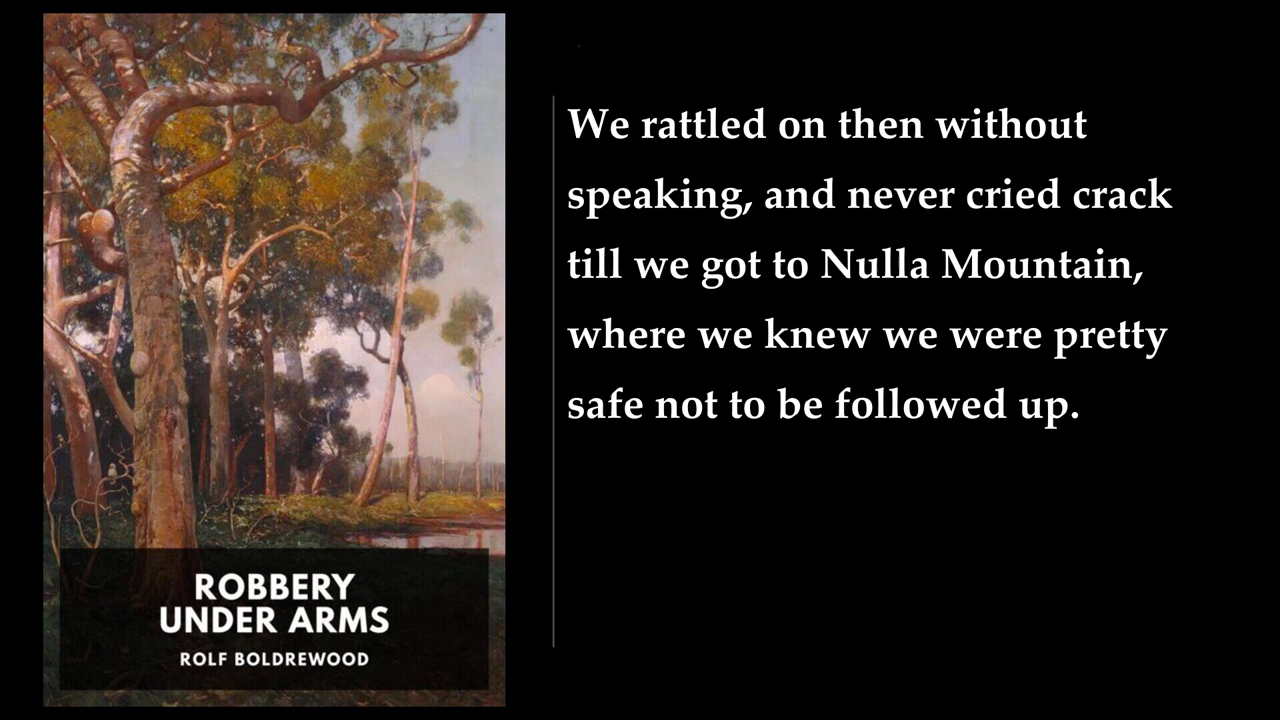 ROBBERY
UNDER ARMS
ROLF BOLDREWOOD
We rattled on then without
speaking, and never cried crack
till we got to Nulla Mountain,
where we knew we were pretty
safe not to be followed up.